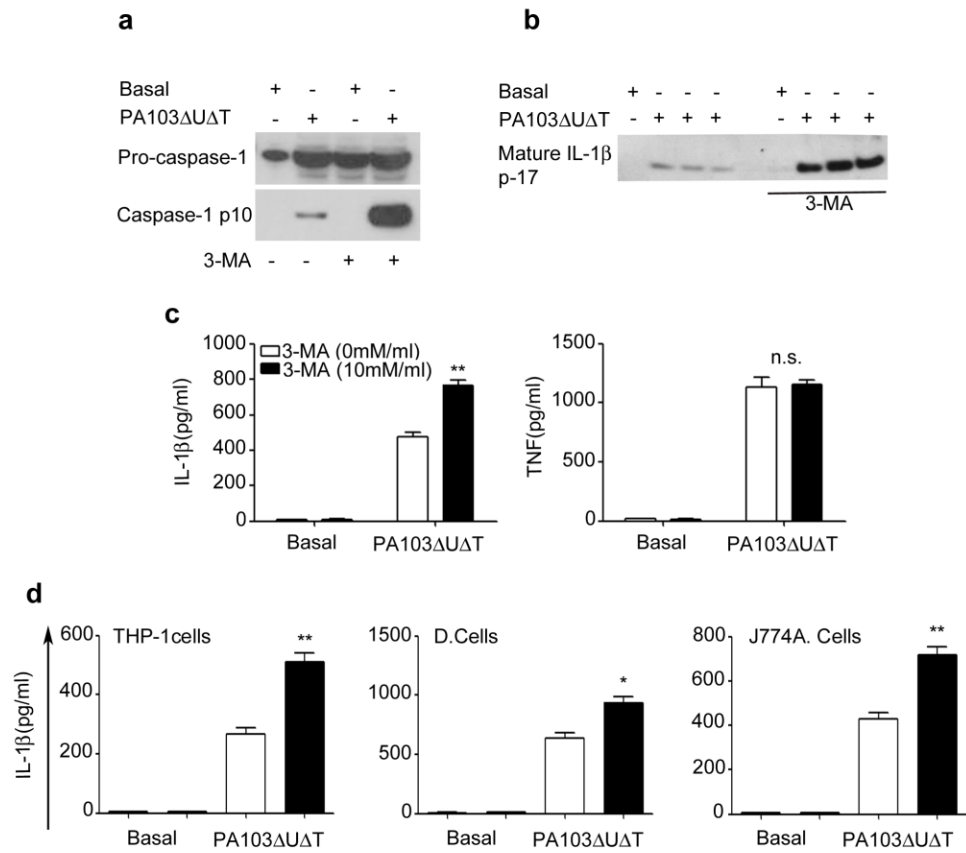 a
Basal + - + -
PA103ΔUΔT - + - +
Pro-caspase-1
Caspase-1 p10
3-MA - - + +
b
Basal + - - - + - - -
PA103ΔUΔT - + + + - + + +
Mature IL-1β
p-17
3-MA
c
1000
800
600
400
200
0
IL-1β(pg/ml)
3-MA (0mM/ml)
3-MA (10mM/ml)
**
Basal PA103ΔUΔT
1500
1000
500
0
TNF(pg/ml)
n.s.
Basal PA103ΔUΔT
d
IL-1β(pg/ml)
600
400
200
0
THP-1cells
**
Basal PA103ΔUΔT
1500
1000
500
0
D.Cells
*
Basal PA103ΔUΔT
800
600
400
200
0
J774A. Cells
**
Basal PA103ΔUΔT